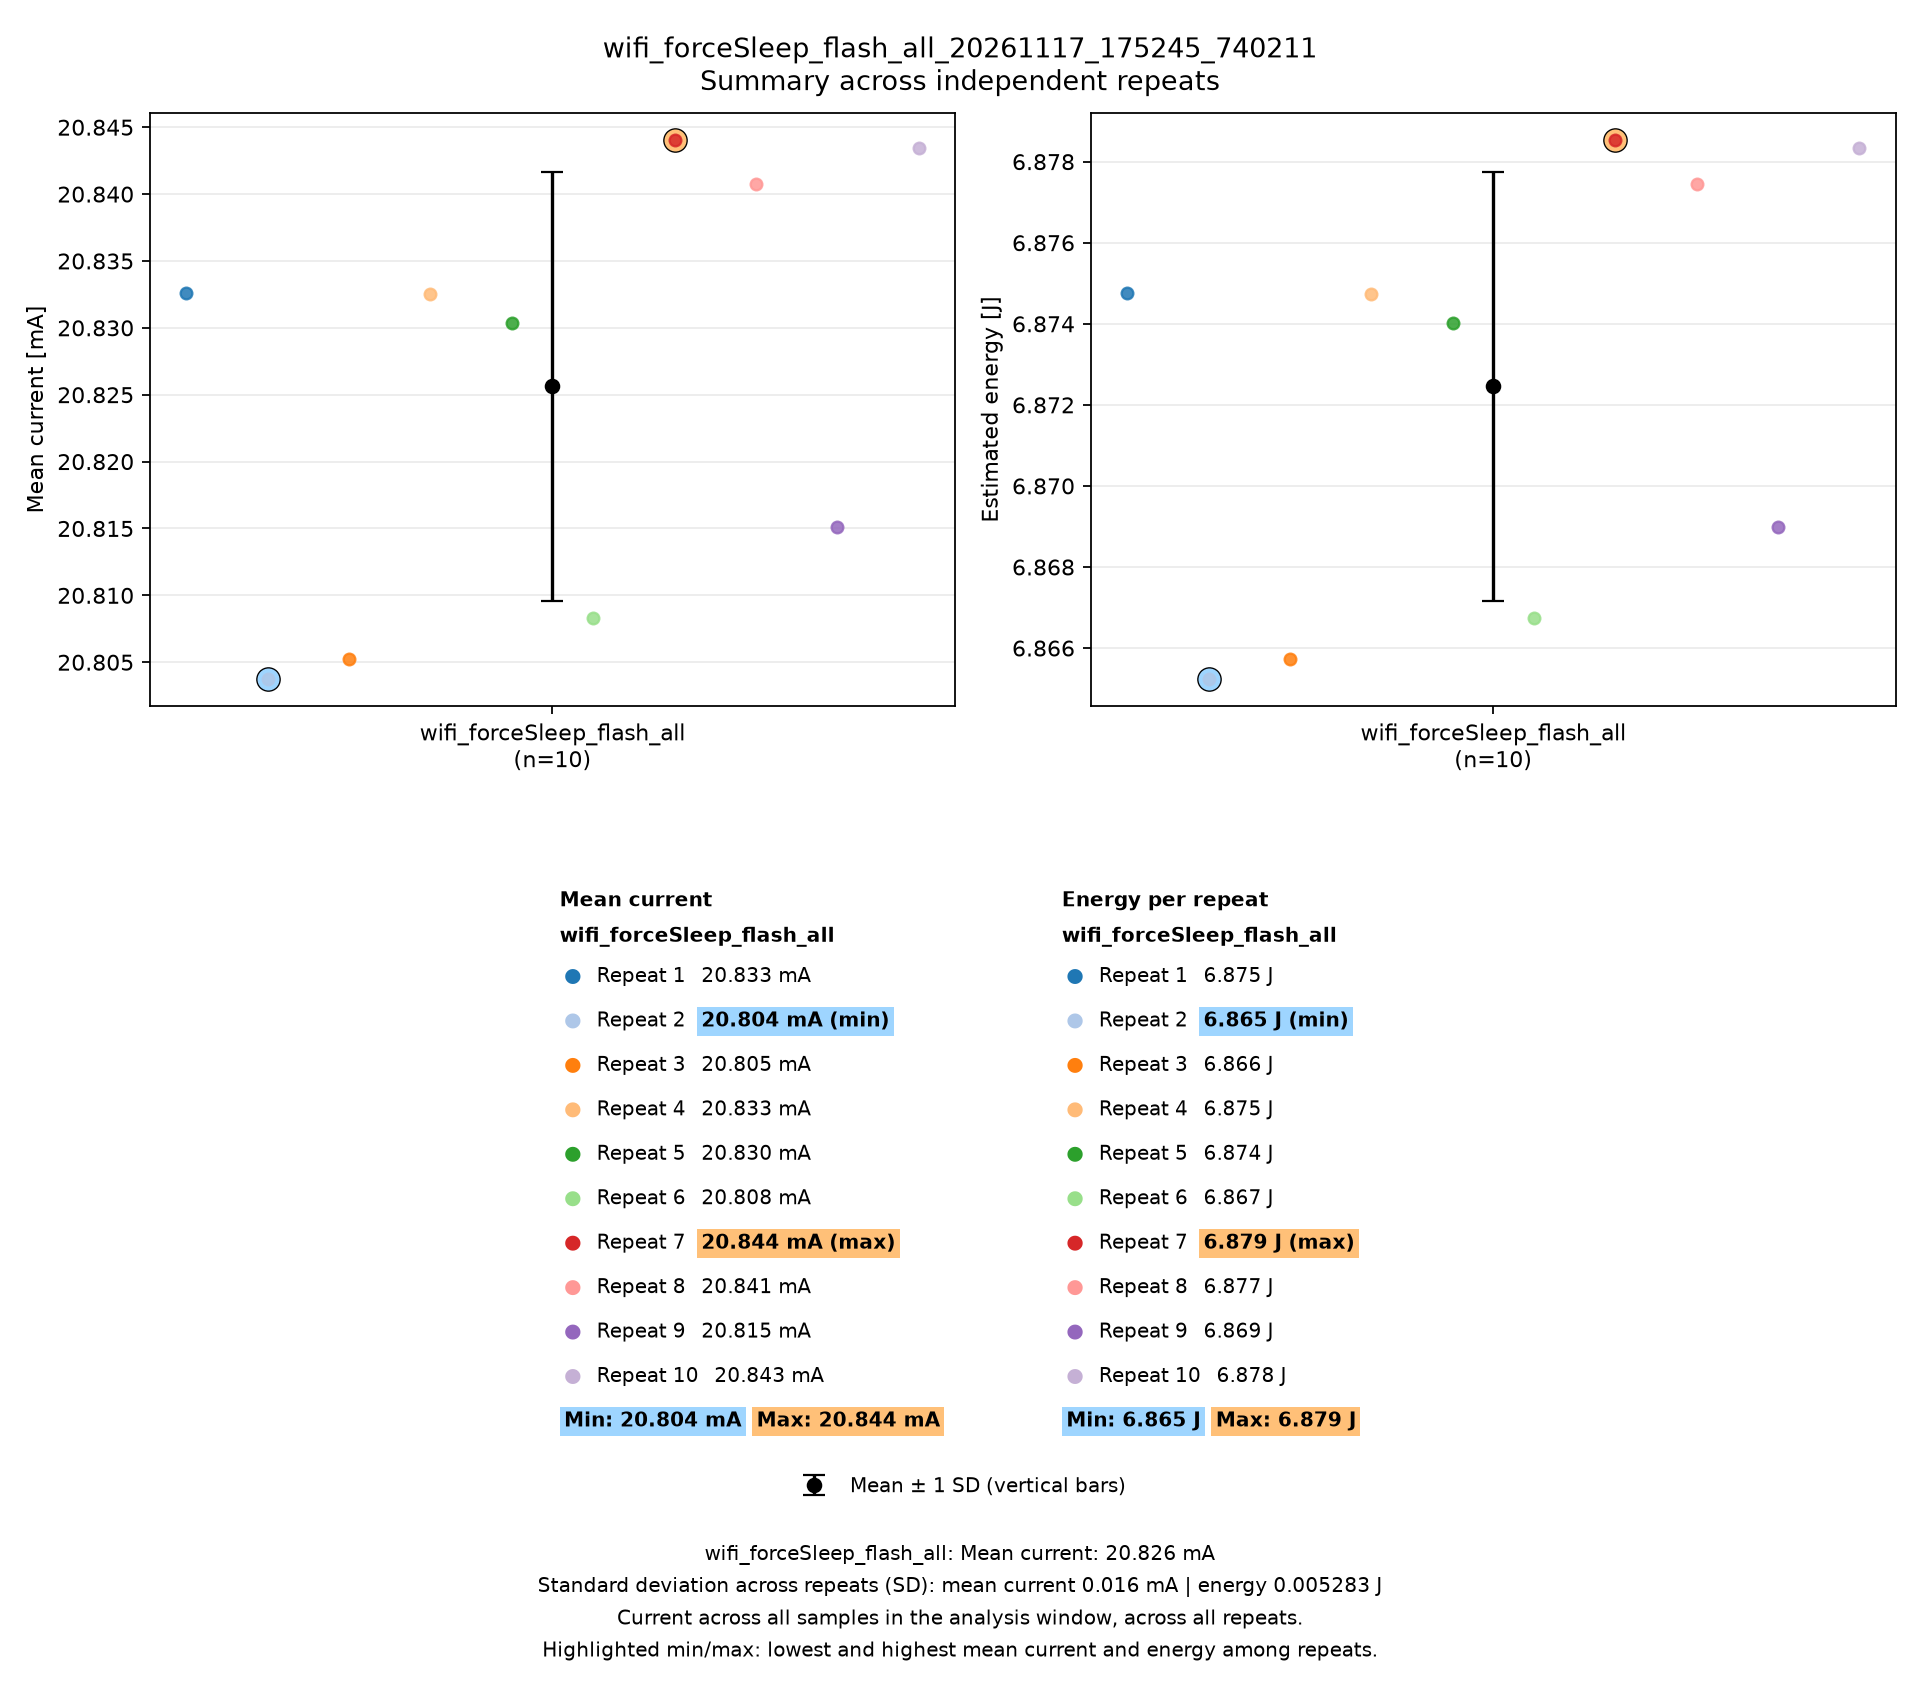 wifi_forceSleep_flash_all_20261117_175245_740211
Summary across independent repeats
Mean current [mA]
20.845
20.840
20.835
20.830
20.825
20.820
20.815
20.810
20.805
wifi_forceSleep_flash_all
(n=10)
Estimated energy [J]
6.878
6.876
6.874
6.872
6.870
6.868
6.866
wifi_forceSleep_flash_all
(n=10)
Mean current
wifi_forceSleep_flash_all
Repeat 1 20.833 mA
Repeat 2 20.804 mA (min)
Repeat 3 20.805 mA
Repeat 4 20.833 mA
Repeat 5 20.830 mA
Repeat 6 20.808 mA
Repeat 7 20.844 mA (max)
Repeat 8 20.841 mA
Repeat 9 20.815 mA
Repeat 10 20.843 mA
Min: 20.804 mA Max: 20.844 mA
Energy per repeat
wifi_forceSleep_flash_all
Repeat 1 6.875 J
Repeat 2 6.865 J (min)
Repeat 3 6.866 J
Repeat 4 6.875 J
Repeat 5 6.874 J
Repeat 6 6.867 J
Repeat 7 6.879 J (max)
Repeat 8 6.877 J
Repeat 9 6.869 J
Repeat 10 6.878 J
Min: 6.865 J Max: 6.879 J
Mean ± 1 SD (vertical bars)
wifi_forceSleep_flash_all: Mean current: 20.826 mA
Standard deviation across repeats (SD): mean current 0.016 mA | energy 0.005283 J
Current across all samples in the analysis window, across all repeats.
Highlighted min/max: lowest and highest mean current and energy among repeats.